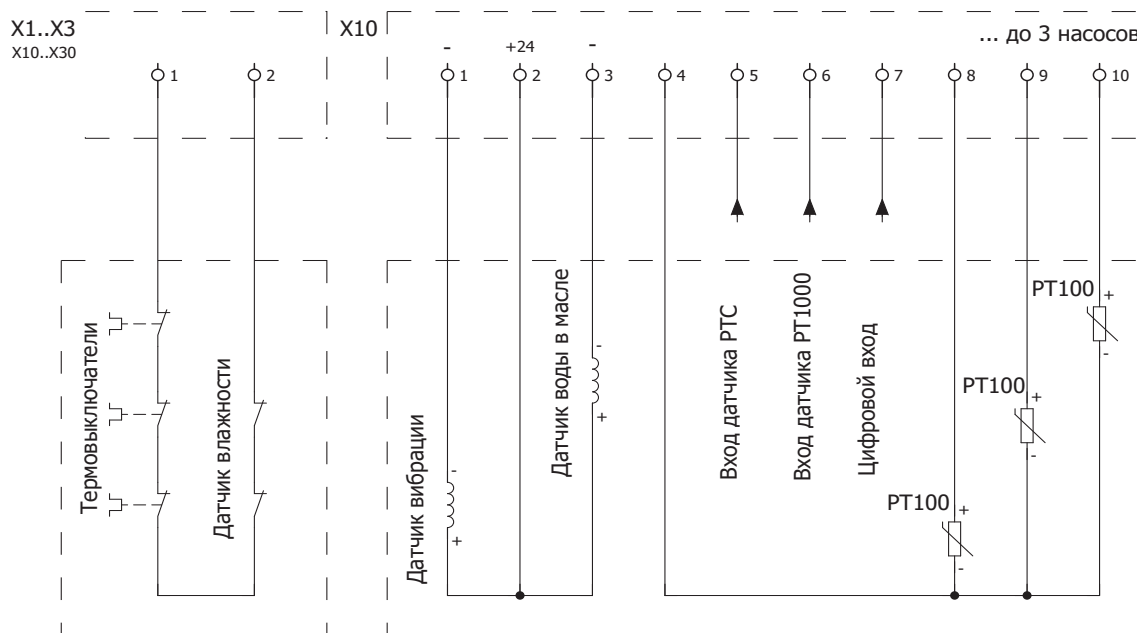 X1..X3
X10..X30
1
2
X10
... до 3 насосов
-
+24
-
1
2
3
4
5
6
7
8
9
10
Термовыключатели
Датчик влажности
Датчик вибрации
-
+
Датчик воды в масле
-
+
Вход датчика PTC
Вход датчика PT1000
Цифровой вход
PT100
+
-
PT100
+
-
PT100
+
-